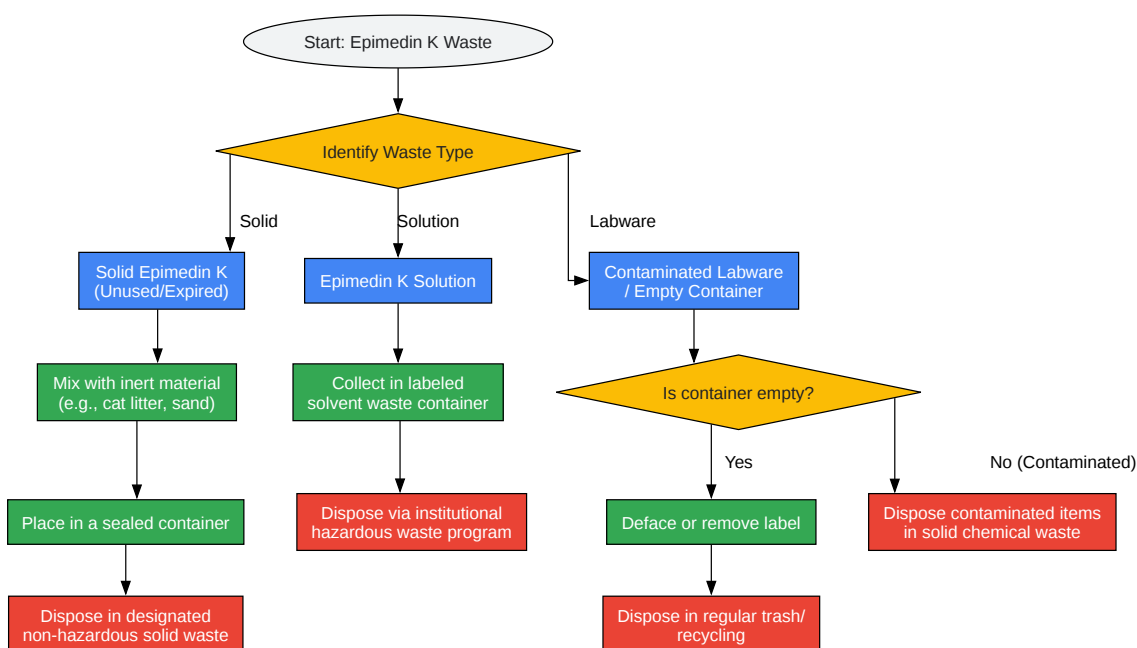 Start: Epimedin K Waste
Identify Waste Type
Solid
Solution
Labware
Solid Epimedin K
(Unused/Expired)
Epimedin K Solution
Contaminated Labware
/ Empty Container
Mix with inert material
(e.g., cat litter, sand)
Collect in labeled
solvent waste container
Is container empty?
Yes
No (Contaminated)
Place in a sealed container
Dispose via institutional
hazardous waste program
Deface or remove label
Dispose contaminated items
in solid chemical waste
Dispose in designated
non-hazardous solid waste
Dispose in regular trash/
recycling